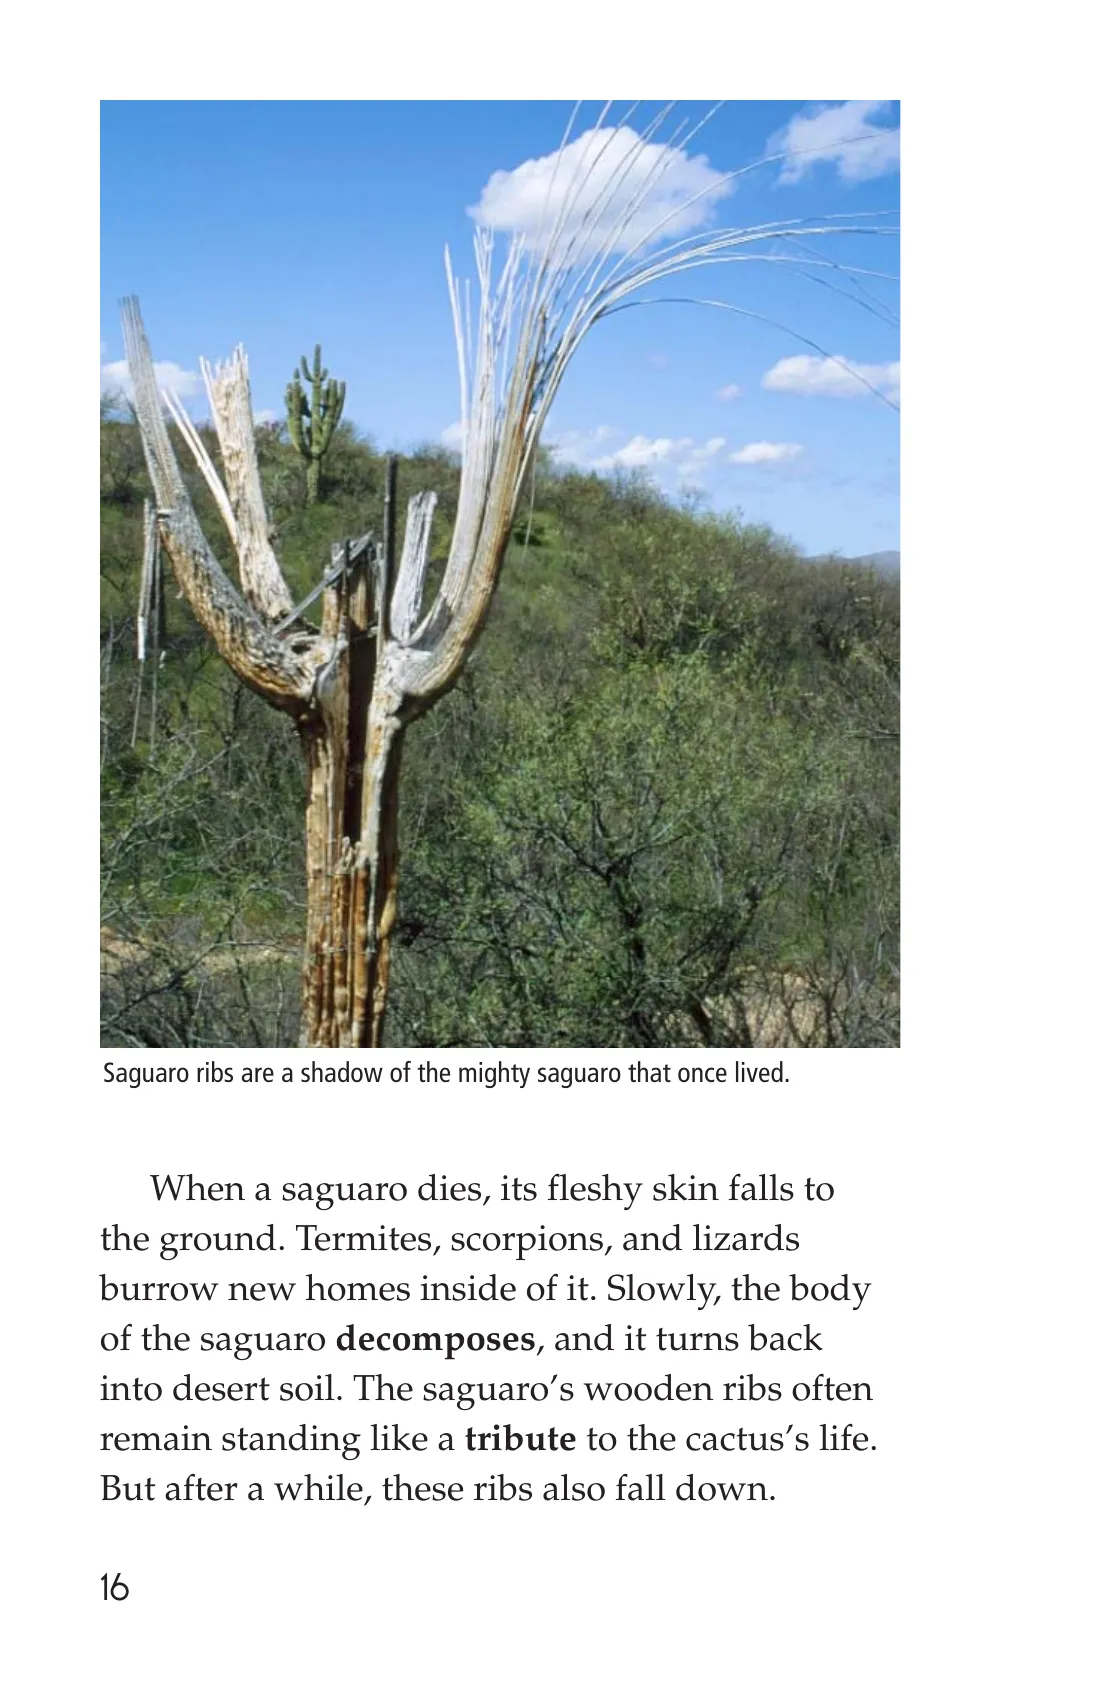 Saguaro ribs are a shadow of the mighty saguaro that once lived.
When a saguaro dies, its fleshy skin falls to
the ground. Termites, scorpions, and lizards
burrow new homes inside of it. Slowly, the body
of the saguaro decomposes, and it turns back
into desert soil. The saguaro’s wooden ribs often
remain standing like a tribute to the cactus’s life.
But after a while, these ribs also fall down.
16